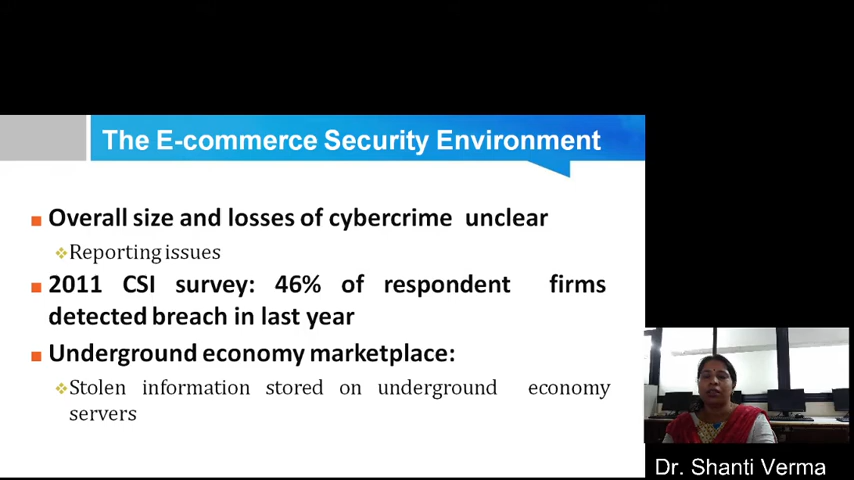 The E-commerce Security Environment
Overall size and losses of cybercrime unclear
Reporting issues
2011 CSI survey: 46% of respondent firms
detected breach in last year
Underground economy marketplace:
Stolen information stored on underground economy
servers
Dr. Shanti Verma